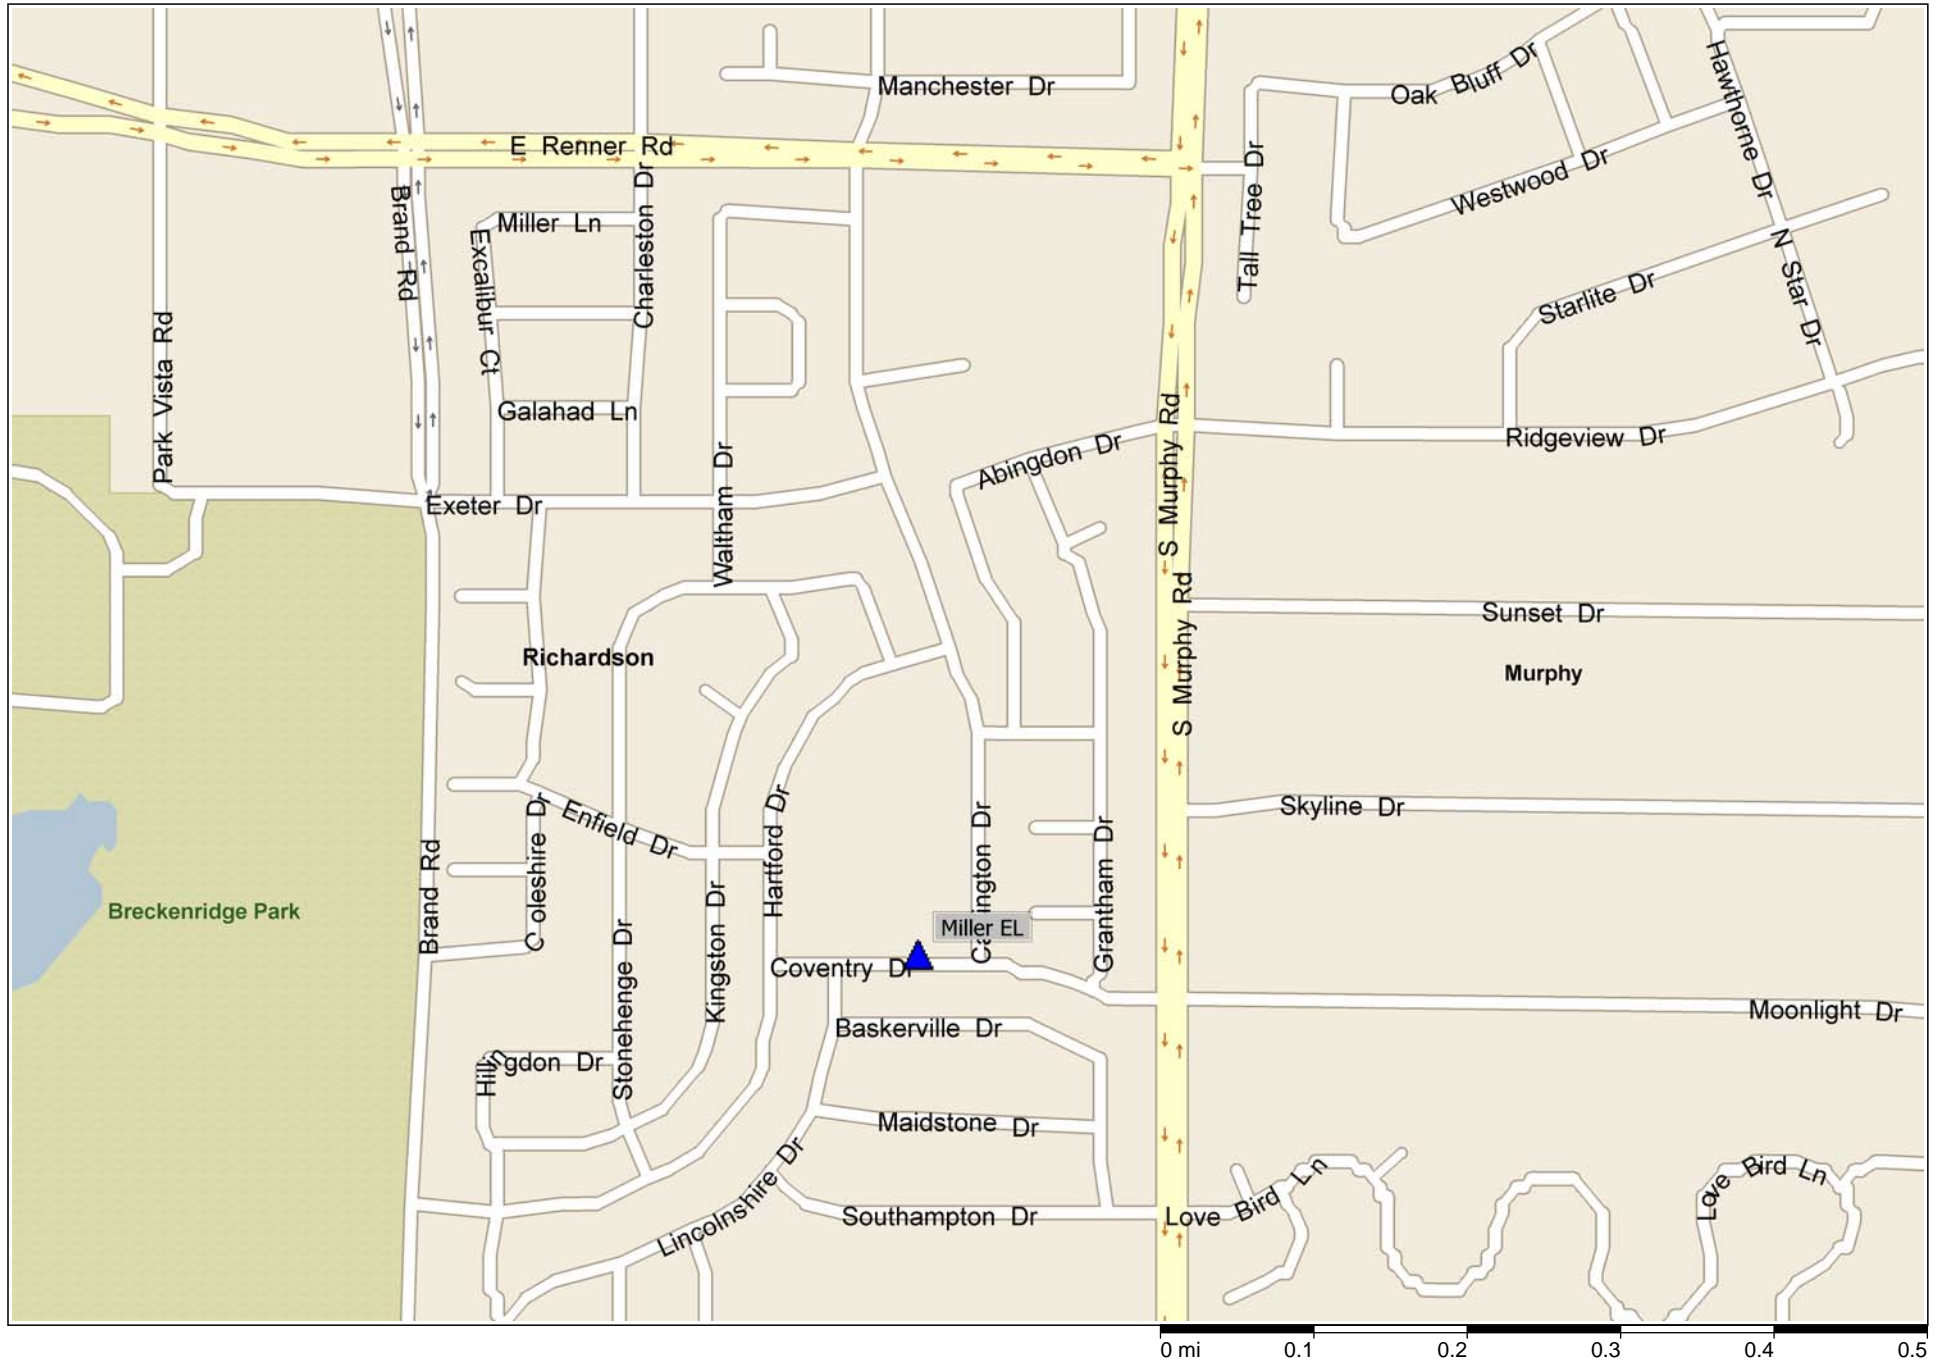 Manchester Dr
Oak Bluff Dr
Hawthorne Dr
E Renner Rd
Westwood Dr
Tall Tree Dr
Brand Rd
Miller Ln
Charleston Dr
Excalibur Ct
N Star Dr
Starlite Dr
Park Vista Rd
Galahad Ln
S Murphy Rd
Ridgeview Dr
Abingdon Dr
Waltham Dr
Exeter Dr
S Murphy Rd
Sunset Dr
Richardson
Murphy
Enfield Dr
Coleshire Dr
Hartford Dr
Skyline Dr
Grantham Dr
Brand Rd
Breckenridge Park
Kingston Dr
Stonehenge Dr
Miller EL
Ca ington Dr
Coventry Dr
Moonlight Dr
Baskerville Dr
Hillingdon Dr
Maidstone Dr
Lincolnshire Dr
Southampton Dr
Love Bird Ln
Love Bird Ln
0 mi 0.1 0.2 0.3 0.4 0.5